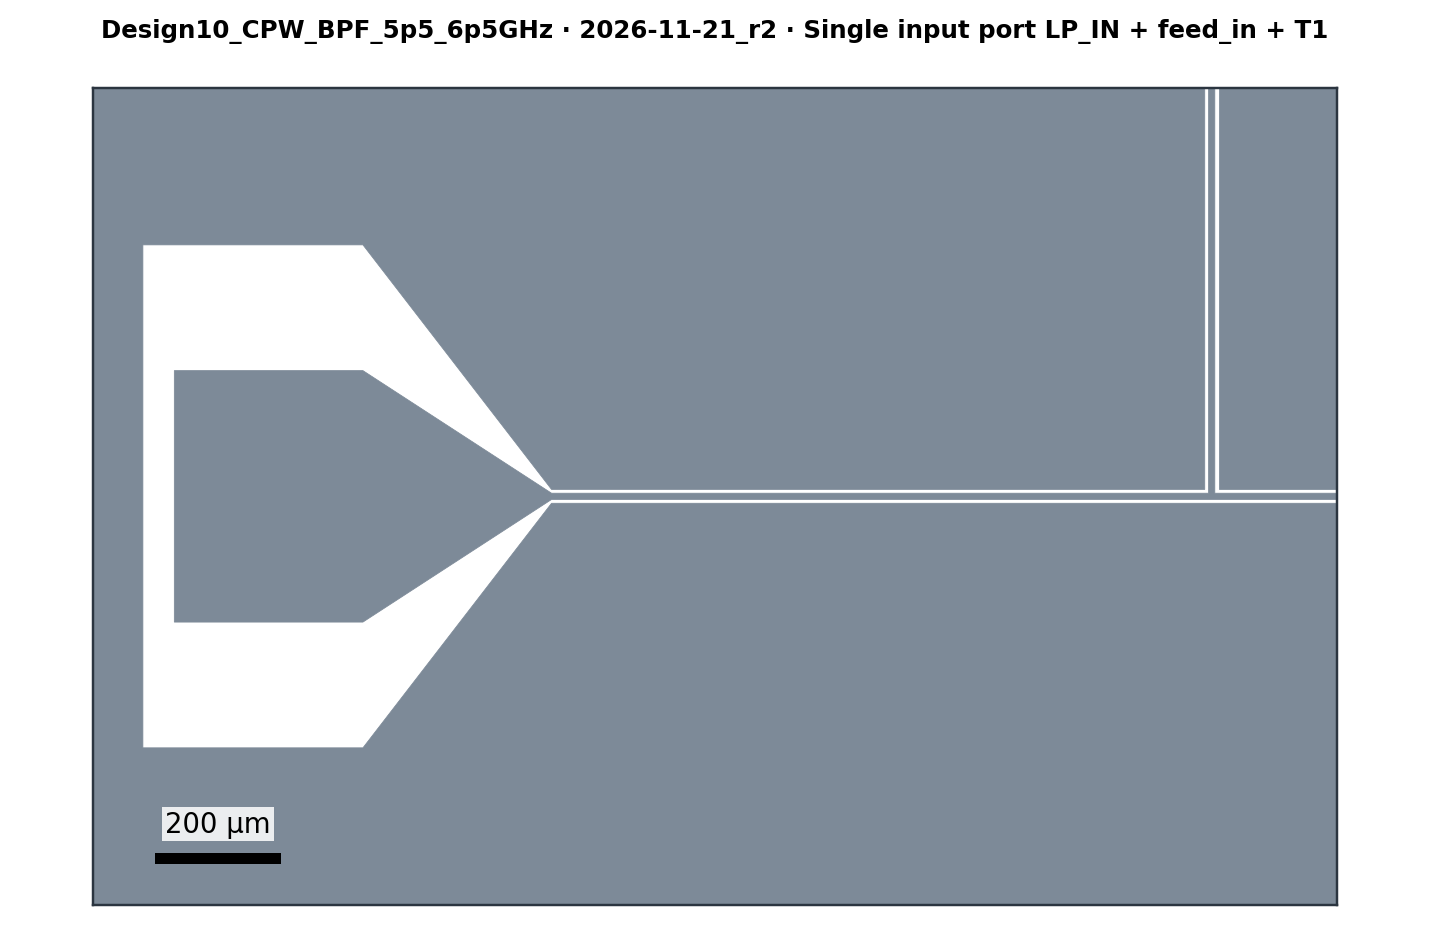 Design10_CPW_BPF_5p5_6p5GHz · 2026-11-21_r2 · Single input port LP_IN + feed_in + T1
200 µm